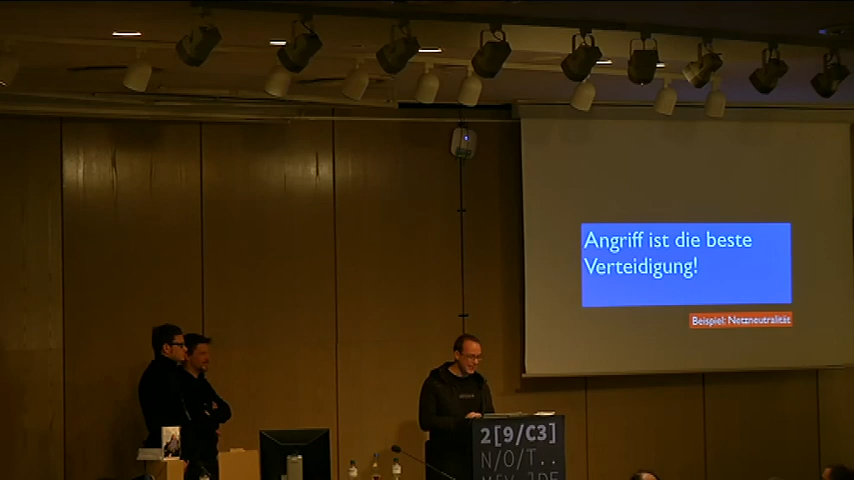 Angriff ist die beste
Verteidigung!
Beispiel: Netzneutralität
2[9/C3]
N/O/T..